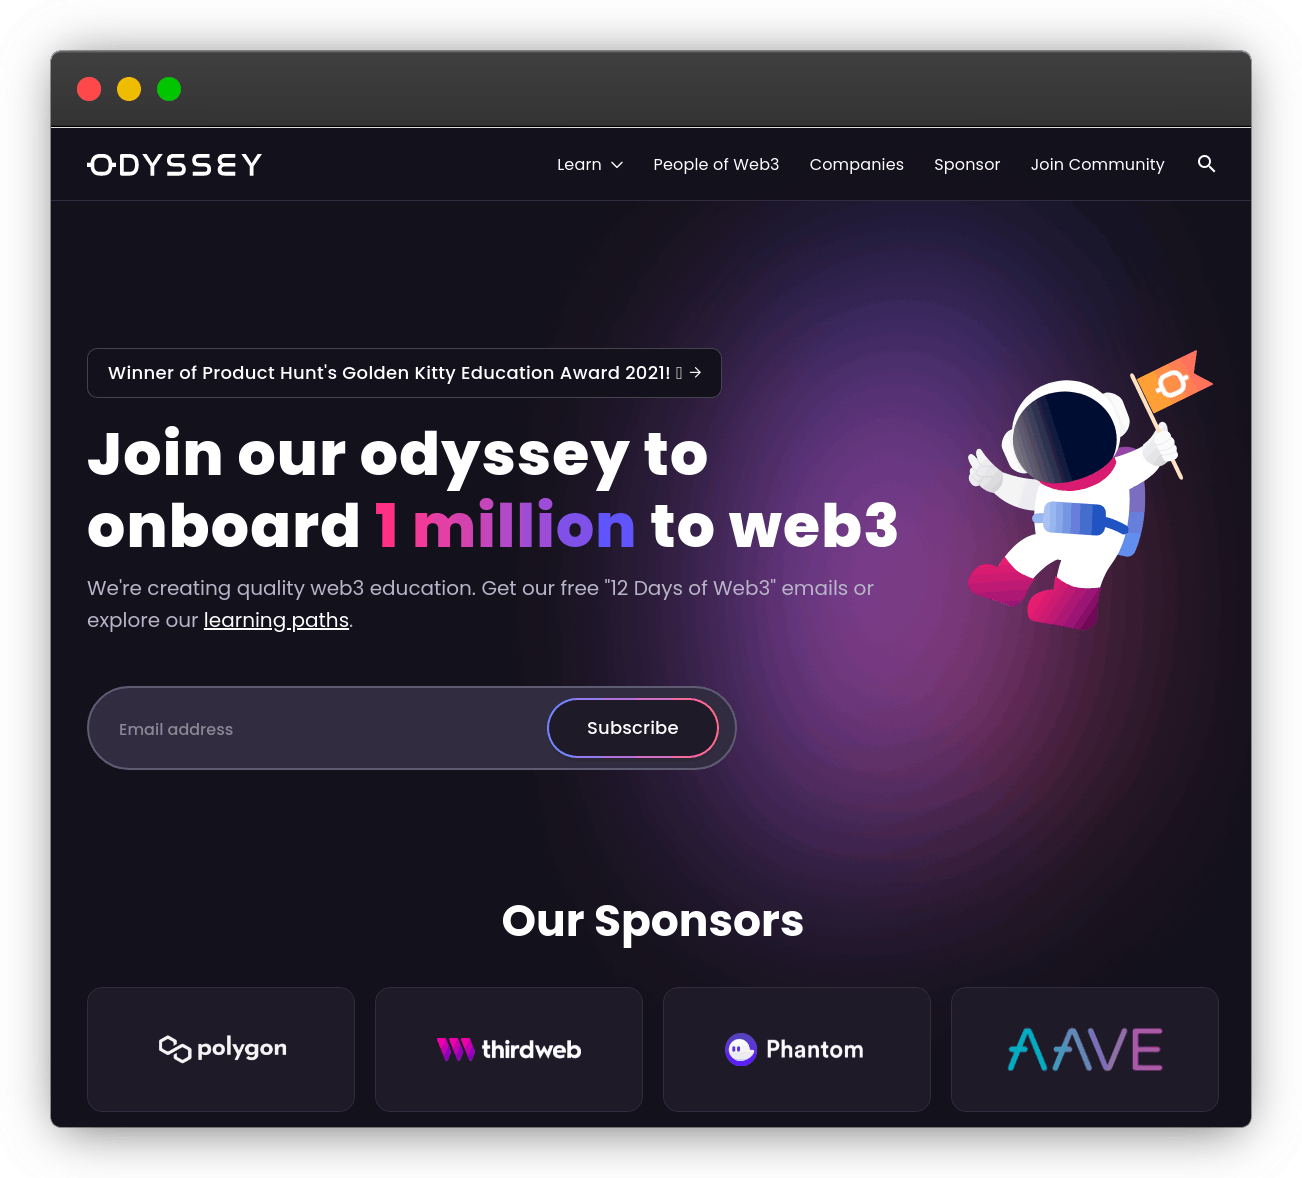 ODYSSEY
Learn People of Web3 Companies Sponsor Join Community
Winner of Product Hunt's Golden Kitty Education Award 2021! →
Join our odyssey to
onboard 1 million to web3
We're creating quality web3 education. Get our free "12 Days of Web3" emails or
explore our learning paths.
Email address Subscribe
Our Sponsors
polygon thirdweb Phantom AAVE